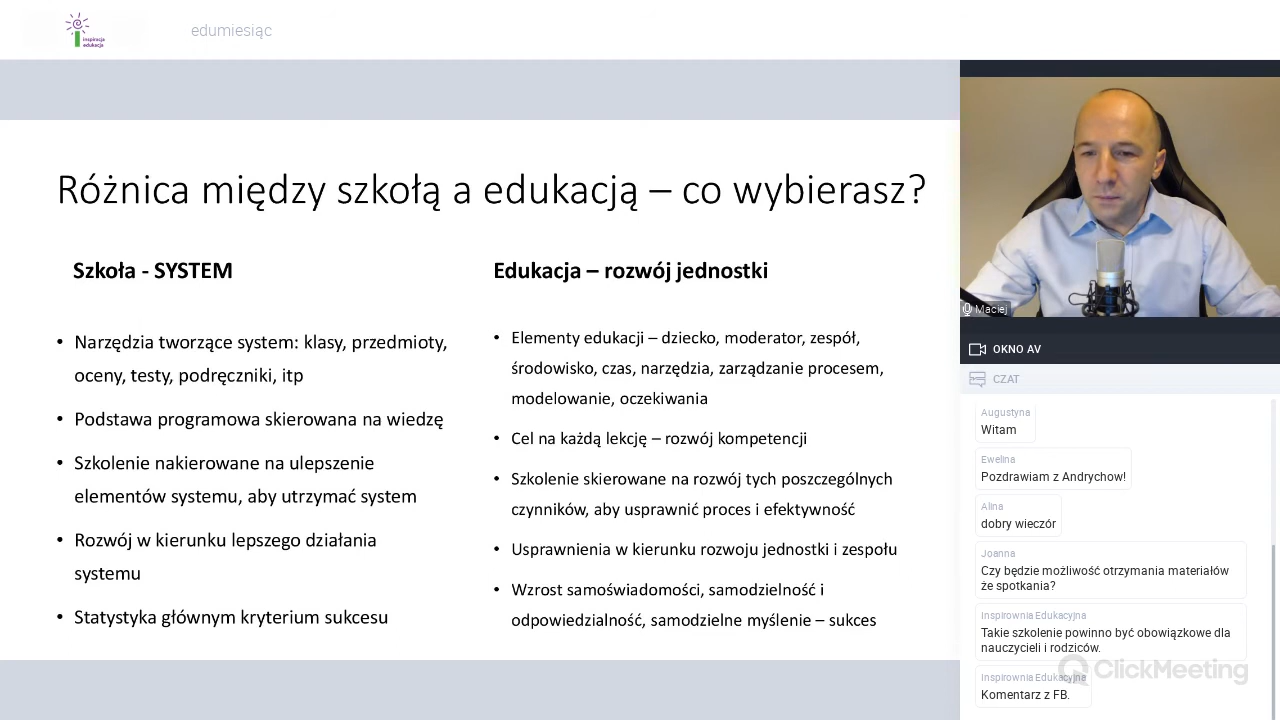 inspiracja
edukacja
edumiesiąc
Różnica między szkołą a edukacją – co wybierasz?
Szkoła - SYSTEM
• Narzędzia tworzące system: klasy, przedmioty,
oceny, testy, podręczniki, itp
• Podstawa programowa skierowana na wiedzę
• Szkolenie nakierowane na ulepszenie
elementów systemu, aby utrzymać system
• Rozwój w kierunku lepszego działania
systemu
• Statystyka głównym kryterium sukcesu
Edukacja – rozwój jednostki
• Elementy edukacji – dziecko, moderator, zespół,
środowisko, czas, narzędzia, zarządzanie procesem,
modelowanie, oczekiwania
• Cel na każdą lekcję – rozwój kompetencji
• Szkolenie skierowane na rozwój tych poszczególnych
czynników, aby usprawnić proces i efektywność
• Usprawnienia w kierunku rozwoju jednostki i zespołu
• Wzrost samoświadomości, samodzielność i
odpowiedzialność, samodzielne myślenie – sukces
Maciej
OKNO AV
CZAT
Augustyna
Witam
Ewelina
Pozdrawiam z Andrychow!
Alina
dobry wieczór
Joanna
Czy będzie możliwość otrzymania materiałów
że spotkania?
Inspirownia Edukacyjna
Takie szkolenie powinno być obowiązkowe dla
nauczycieli i rodziców.
Inspirownia Edukacyjna
Komentarz z FB.
ClickMeeting